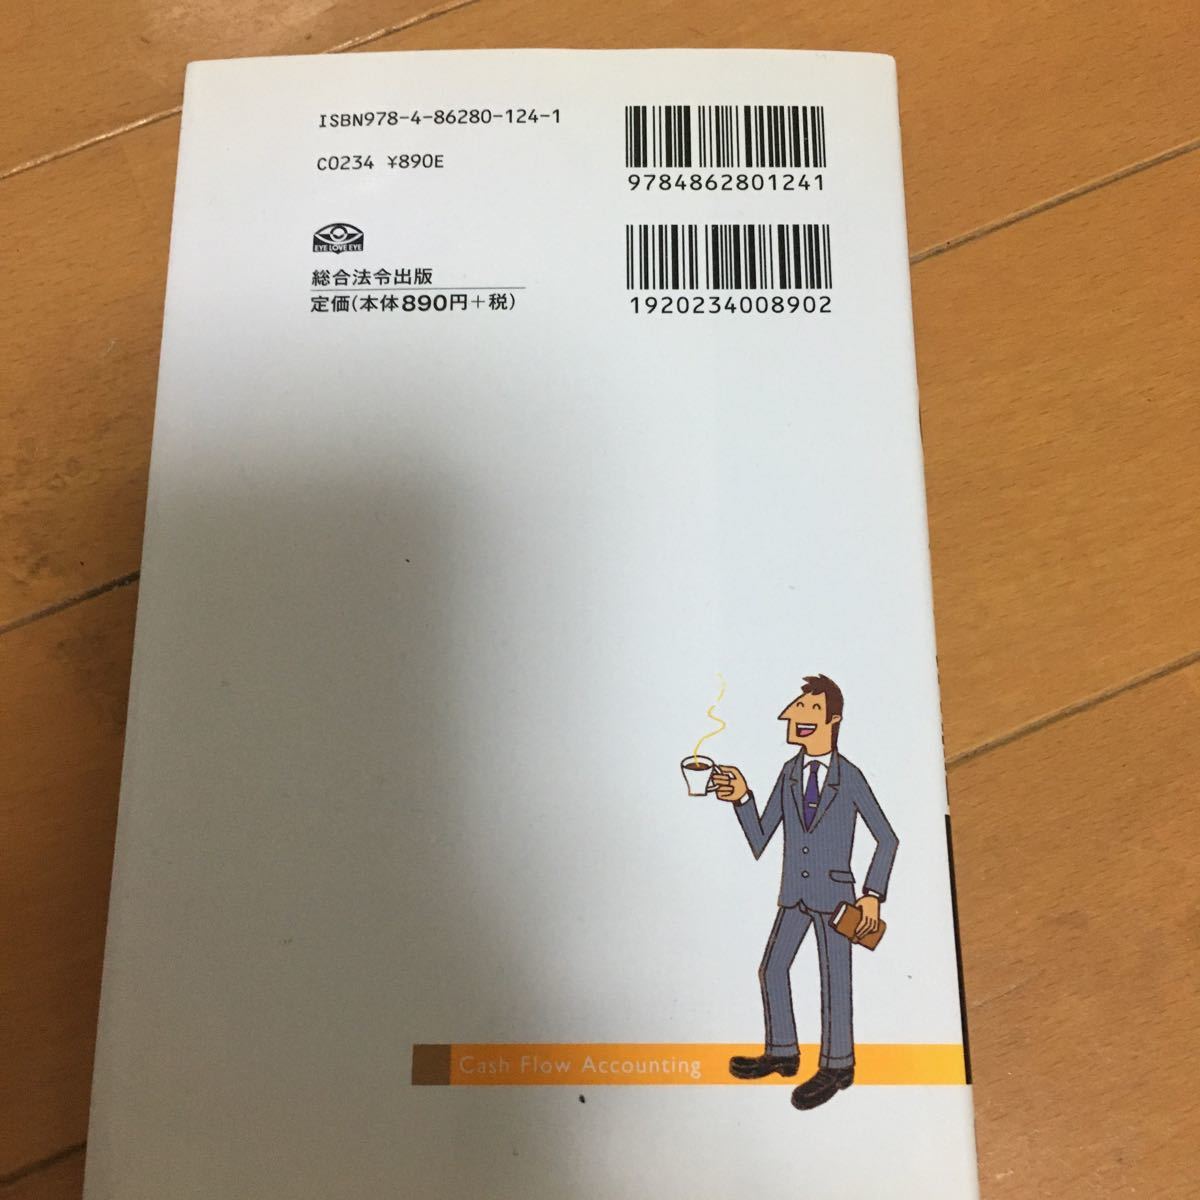 ISBN978-4-86280-124-1
C0234 ¥890E
EYE LOVE EYE
総合法令出版
定価(本体890円+税)
9784862801241
1920234008902
Cash Flow Accounting